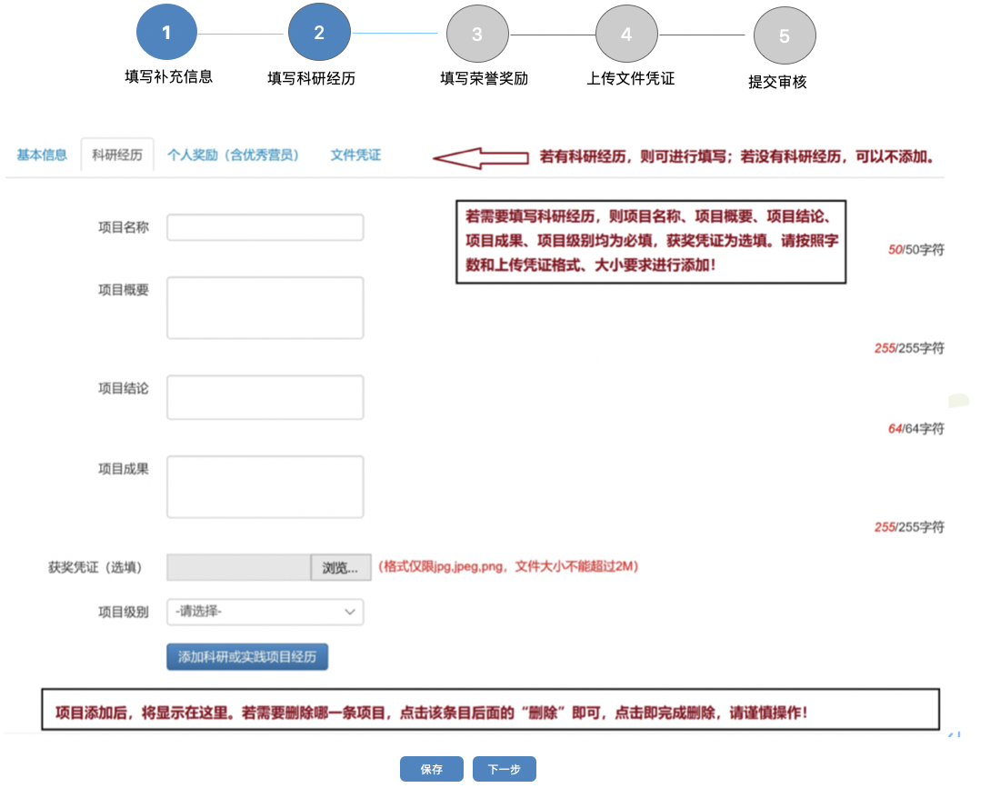 1
2
3
4
5
填写补充信息
填写科研经历
填写荣誉奖励
上传文件凭证
提交审核
基本信息
科研经历
个人奖励（含优秀营员）
文件凭证
若有科研经历，则可进行填写；若没有科研经历，可以不添加。
项目名称
若需要填写科研经历，则项目名称、项目概要、项目结论、
项目成果、项目级别均为必填，获奖凭证为选填。请按照字
数和上传凭证格式、大小要求进行添加！
50/50字符
项目概要
255/255字符
项目结论
64/64字符
项目成果
255/255字符
获奖凭证（选填）
浏览...
（格式仅限jpg,jpeg,png，文件大小不能超过2M）
项目级别
-请选择-
添加科研或实践项目经历
项目添加后，将显示在这里。若需要删除哪一条项目，点击该条目后面的“删除”即可，点击即完成删除，请谨慎操作！
保存
下一步